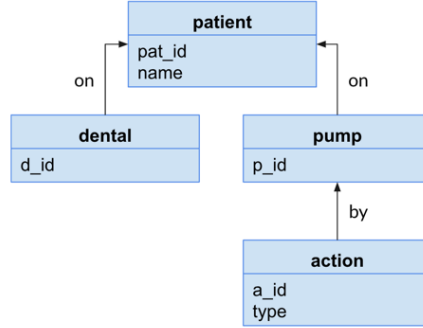 patient
pat_id
name
on
on
dental
d_id
pump
p_id
by
action
a_id
type